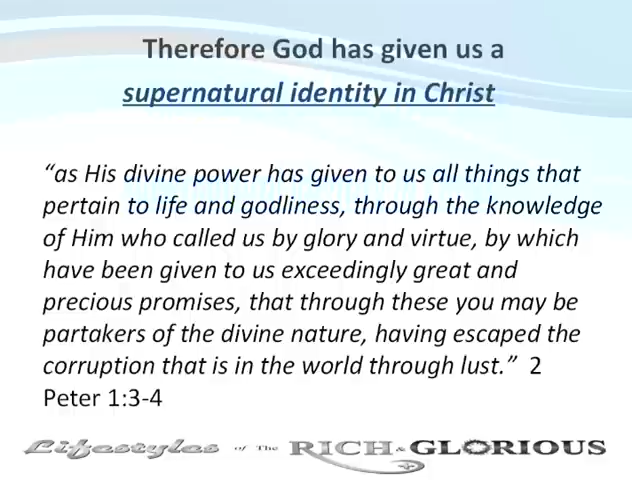 Therefore God has given us a
supernatural identity in Christ
“as His divine power has given to us all things that
pertain to life and godliness, through the knowledge
of Him who called us by glory and virtue, by which
have been given to us exceedingly great and
precious promises, that through these you may be
partakers of the divine nature, having escaped the
corruption that is in the world through lust.” 2
Peter 1:3-4
Lifestyles of The RICH & GLORIOUS